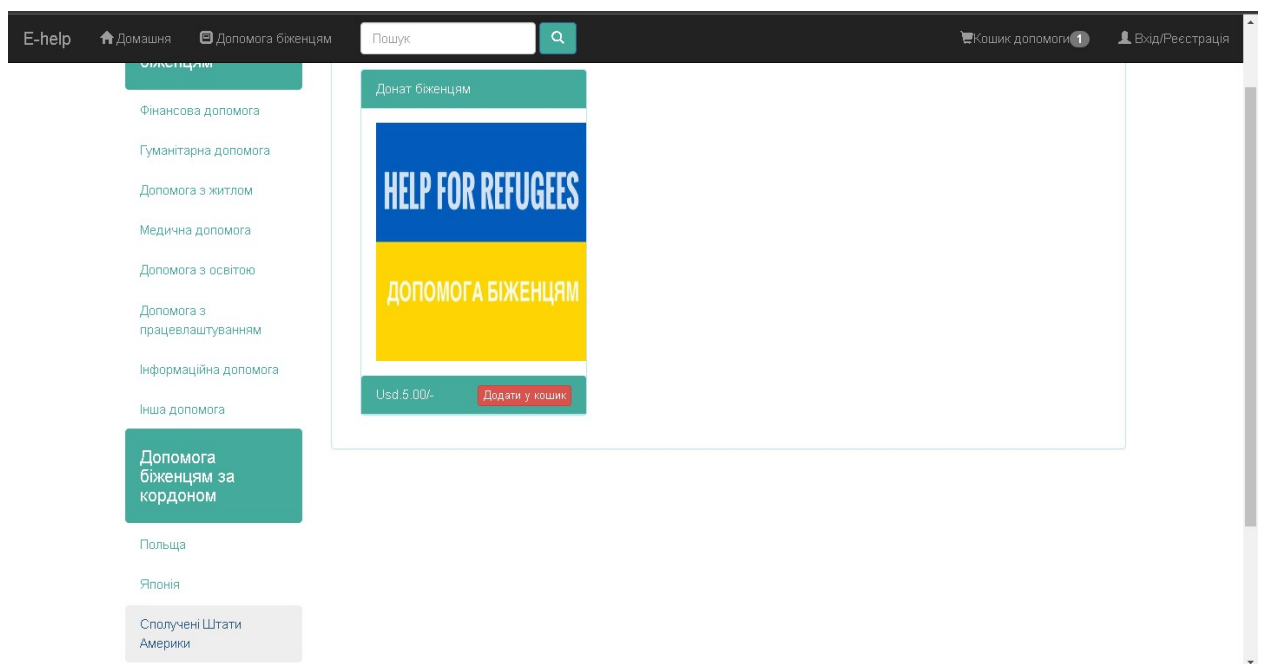 E-help Домашня Допомога біженцям Пошук Кошик допомоги 1 Вхід/Реєстрація
біженцям
Фінансова допомога
Гуманітарна допомога
Допомога з житлом
Медична допомога
Допомога з освітою
Допомога з
працевлаштуванням
Інформаційна допомога
Інша допомога
Допомога
біженцям за
кордоном
Польща
Японія
Сполучені Штати
Америки
Донат біженцям
HELP FOR REFUGEES
ДОПОМОГА БІЖЕНЦЯМ
Usd.5.00/- Додати у кошик